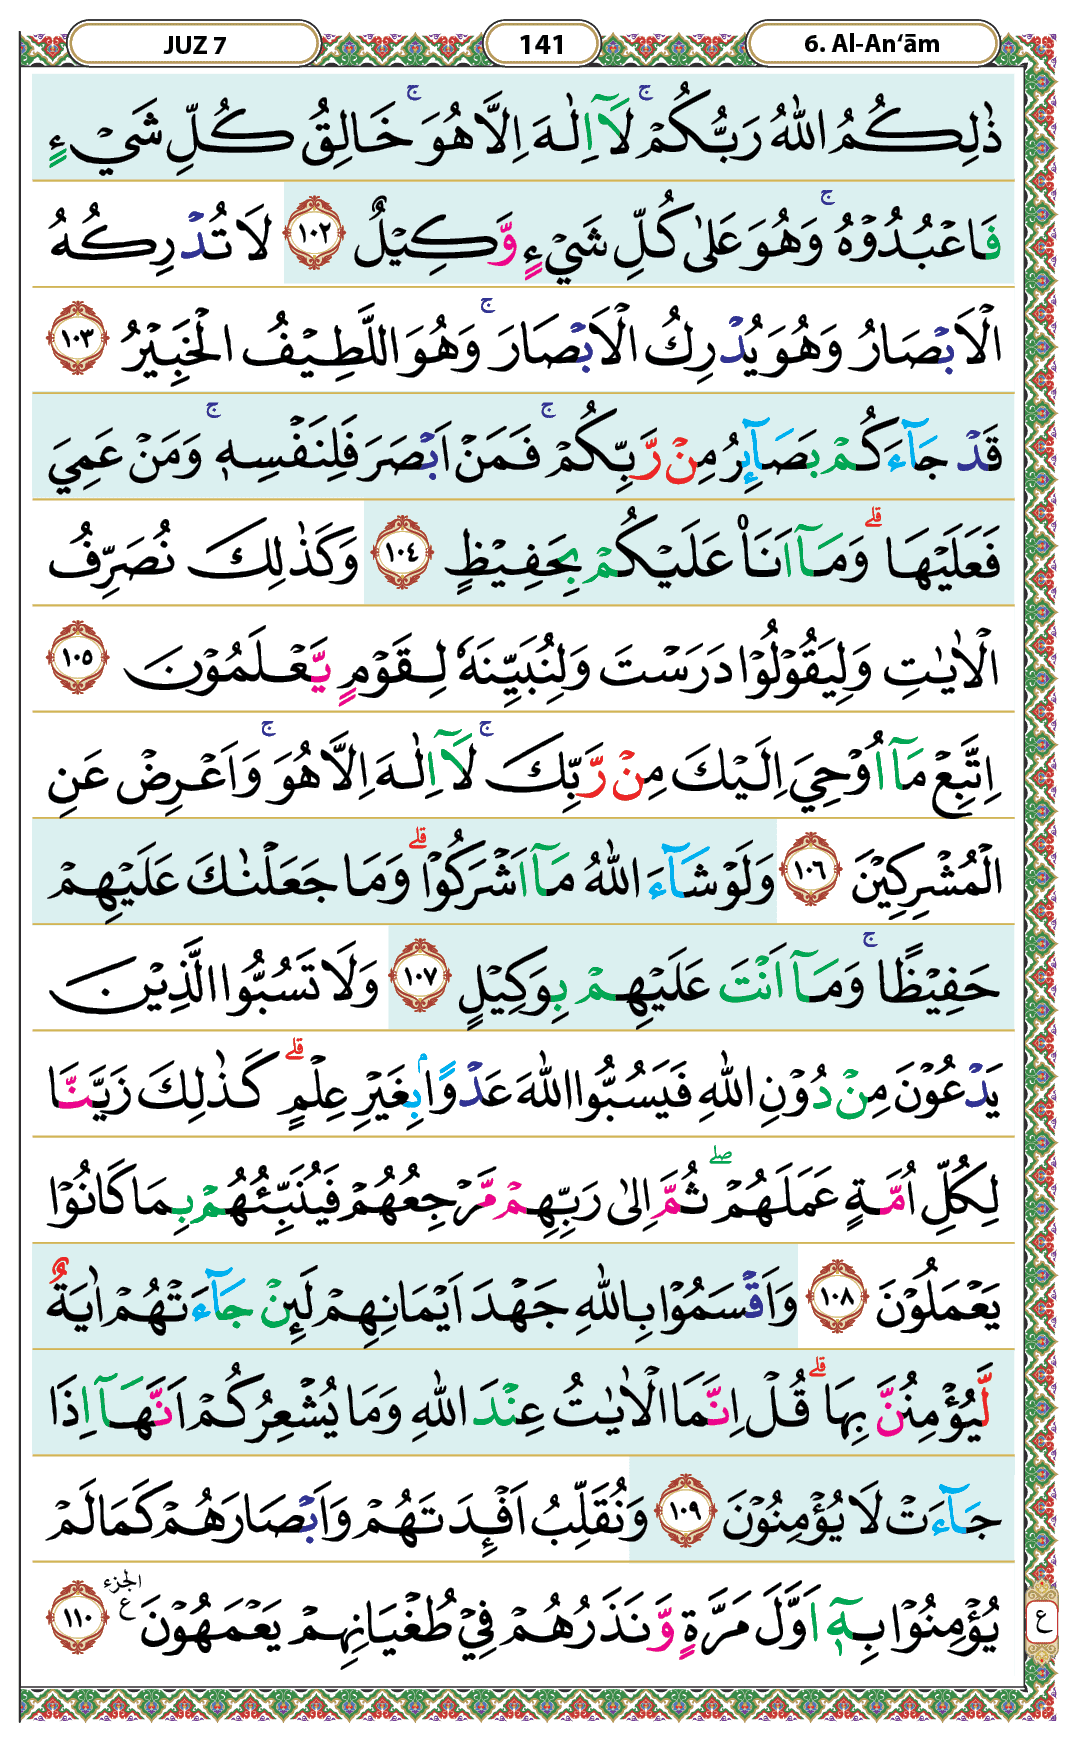 JUZ 7 141 6. Al-An‘ām
ذٰلِكُمُ اللّٰهُ رَبُّكُمْ ۚ لَآ اِلٰهَ اِلَّا هُوَ ۚ خَالِقُ كُلِّ شَيْءٍ
فَاعْبُدُوْهُ ۚ وَهُوَ عَلٰى كُلِّ شَيْءٍ وَّكِيْلٌ ١٠٢ لَا تُدْرِكُهُ
الْاَبْصَارُ وَهُوَ يُدْرِكُ الْاَبْصَارَ ۚ وَهُوَ اللَّطِيْفُ الْخَبِيْرُ ١٠٣
قَدْ جَآءَكُمْ بَصَآئِرُ مِنْ رَّبِّكُمْ ۚ فَمَنْ اَبْصَرَ فَلِنَفْسِهٖ ۚ وَمَنْ عَمِيَ
فَعَلَيْهَا ۗ وَمَآ اَنَا۠ عَلَيْكُمْ بِحَفِيْظٍ ١٠٤ وَكَذٰلِكَ نُصَرِّفُ
الْاٰيٰتِ وَلِيَقُوْلُوْا دَرَسْتَ وَلِنُبَيِّنَهٗ لِقَوْمٍ يَّعْلَمُوْنَ ١٠٥
اِتَّبِعْ مَآ اُوْحِيَ اِلَيْكَ مِنْ رَّبِّكَ ۚ لَآ اِلٰهَ اِلَّا هُوَ ۚ وَاَعْرِضْ عَنِ
الْمُشْرِكِيْنَ ١٠٦ وَلَوْ شَآءَ اللّٰهُ مَآ اَشْرَكُوْا ۗ وَمَا جَعَلْنٰكَ عَلَيْهِمْ
حَفِيْظًا ۚ وَمَآ اَنْتَ عَلَيْهِمْ بِوَكِيْلٍ ١٠٧ وَلَا تَسُبُّوا الَّذِيْنَ
يَدْعُوْنَ مِنْ دُوْنِ اللّٰهِ فَيَسُبُّوا اللّٰهَ عَدْوًاۢ بِغَيْرِ عِلْمٍ ۗ كَذٰلِكَ زَيَّنَّا
لِكُلِّ اُمَّةٍ عَمَلَهُمْ ۖ ثُمَّ اِلٰى رَبِّهِمْ مَّرْجِعُهُمْ فَيُنَبِّئُهُمْ بِمَا كَانُوْا
يَعْمَلُوْنَ ١٠٨ وَاَقْسَمُوْا بِاللّٰهِ جَهْدَ اَيْمَانِهِمْ لَئِنْ جَآءَتْهُمْ اٰيَةٌ
لَّيُؤْمِنُنَّ بِهَا ۗ قُلْ اِنَّمَا الْاٰيٰتُ عِنْدَ اللّٰهِ وَمَا يُشْعِرُكُمْ اَنَّهَآ اِذَا
جَآءَتْ لَا يُؤْمِنُوْنَ ١٠٩ وَنُقَلِّبُ اَفْـِٕدَتَهُمْ وَاَبْصَارَهُمْ كَمَا لَمْ
يُؤْمِنُوْا بِهٖٓ اَوَّلَ مَرَّةٍ وَّنَذَرُهُمْ فِيْ طُغْيَانِهِمْ يَعْمَهُوْنَ ع الجزء ١١٠
ع